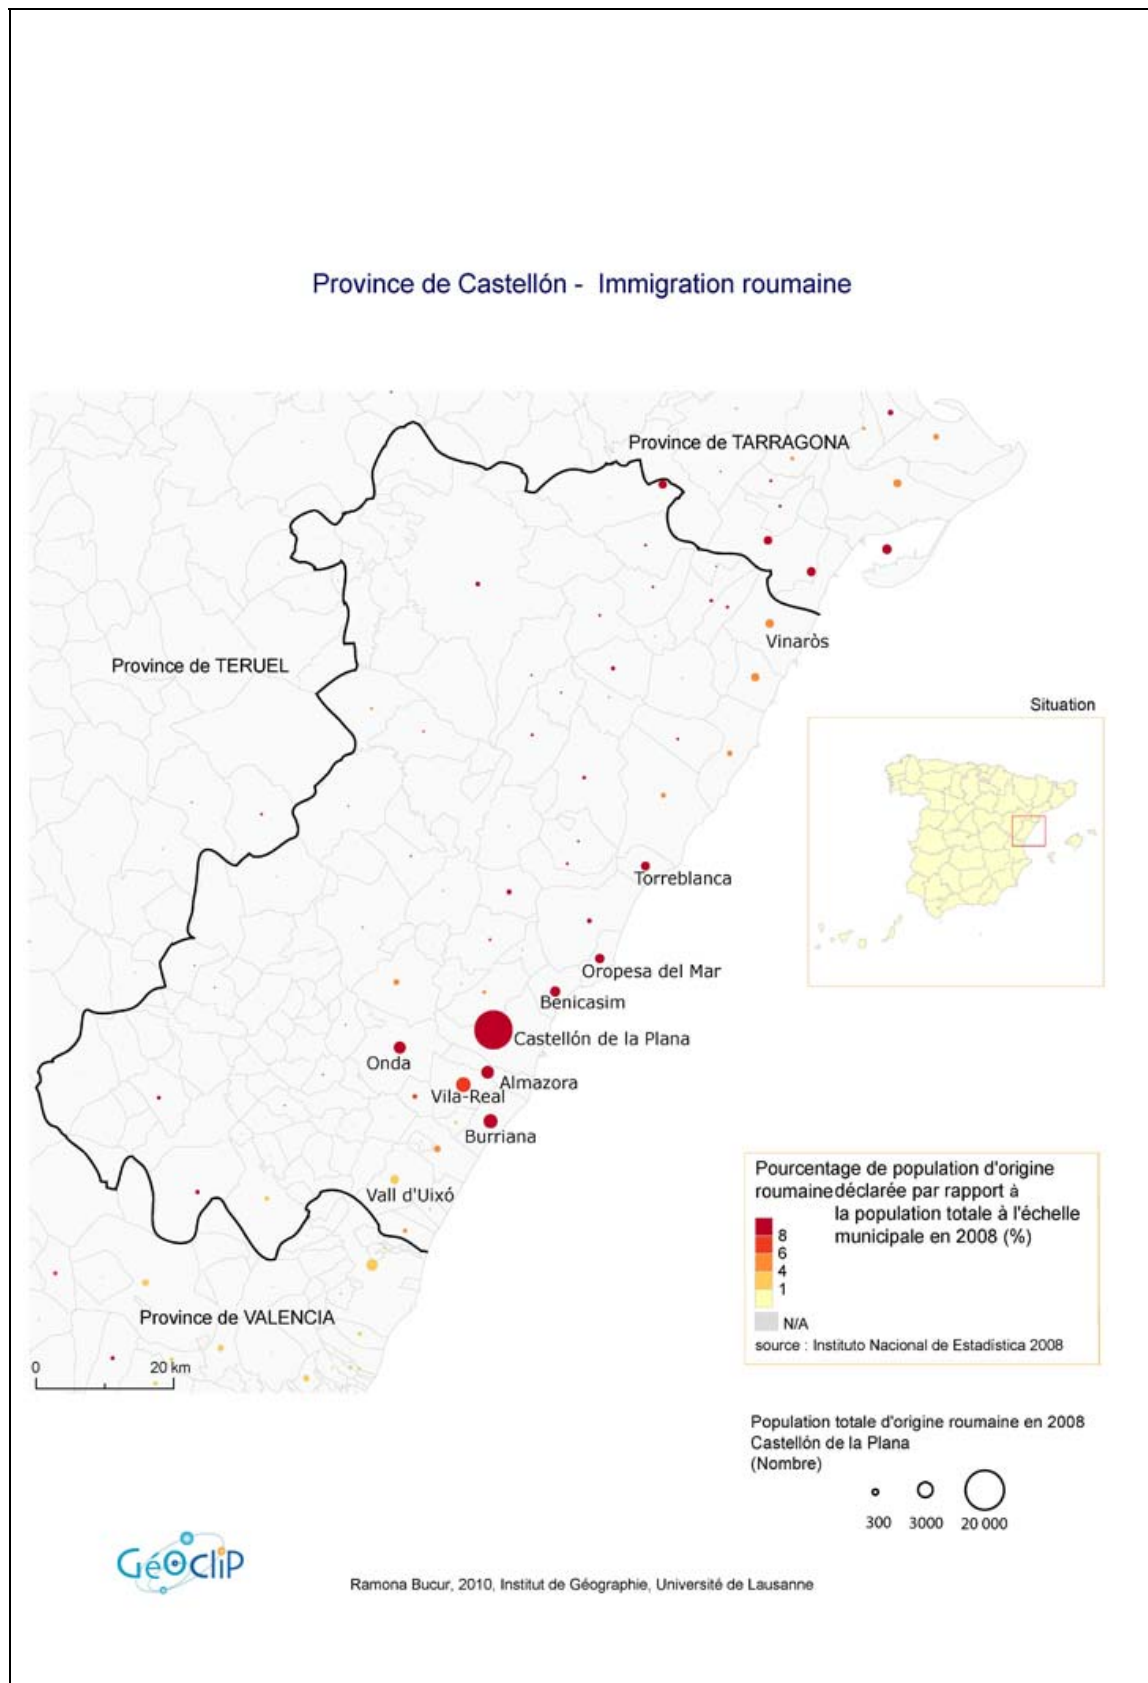 Province de Castellón - Immigration roumaine
Province de TARRAGONA
Vinaròs
Province de TERUEL
Situation
Torreblanca
Oropesa del Mar
Benicasim
Castellón de la Plana
Onda
Almazora
Vila-Real
Burriana
Vall d'Uixó
Province de VALENCIA
0 20 km
Pourcentage de population d'origine
roumaine déclarée par rapport à
la population totale à l'échelle
municipale en 2008 (%)
8
6
4
1
N/A
source : Instituto Nacional de Estadística 2008
Population totale d'origine roumaine en 2008
Castellón de la Plana
(Nombre)
300 3000 20 000
GéOcliP
Ramona Bucur, 2010, Institut de Géographie, Université de Lausanne